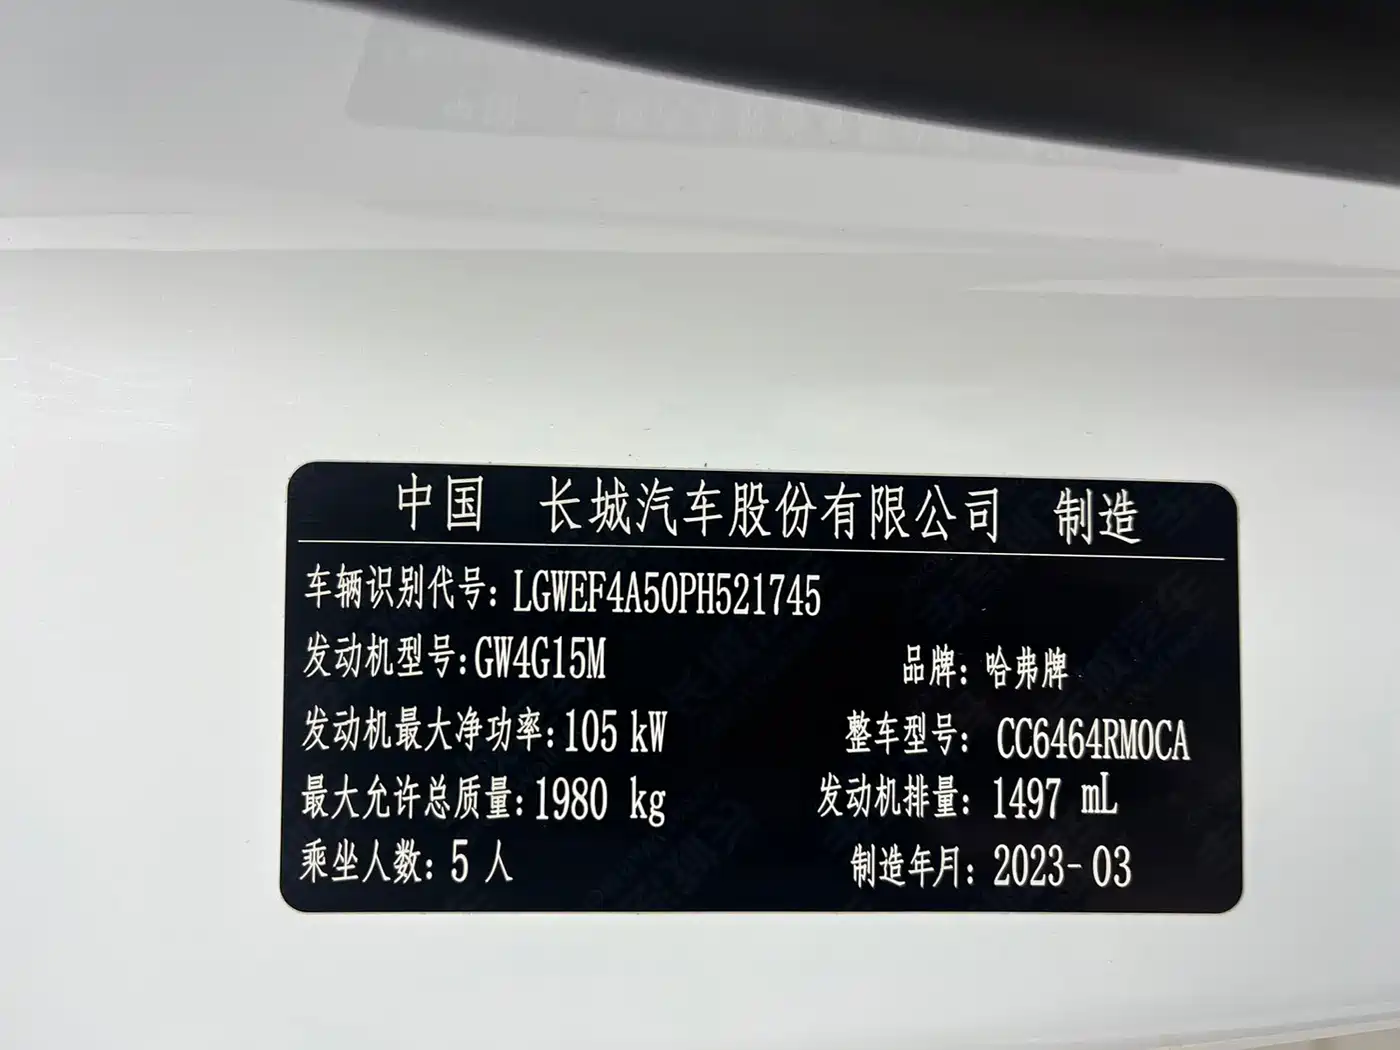 中国 长城汽车股份有限公司 制造
车辆识别代号: LGWEF4A50PH521745
发动机型号:GW4G15M 品牌: 哈弗牌
发动机最大净功率:105 kW 整车型号: CC6464RM0CA
最大允许总质量:1980 kg 发动机排量: 1497 mL
乘坐人数: 5 人 制造年月: 2023-03